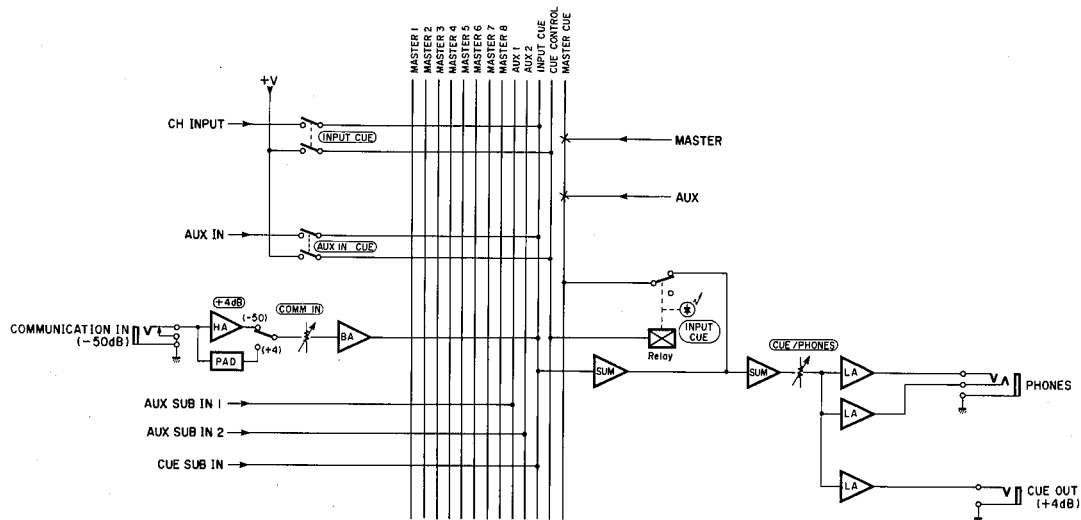 MASTER 1
MASTER 2
MASTER 3
MASTER 4
MASTER 5
MASTER 6
MASTER 7
MASTER 8
AUX 1
AUX 2
INPUT CUE
CUE CONTROL
MASTER CUE
+V
CH INPUT
INPUT CUE
MASTER
AUX
AUX IN
AUX IN CUE
+4dB
HA
(-50)
COMM IN
BA
COMMUNICATION IN
(-50dB)
PAD
(+4)
INPUT
CUE
Relay
SUM
SUM
CUE/PHONES
LA
PHONES
LA
AUX SUB IN 1
AUX SUB IN 2
CUE SUB IN
LA
CUE OUT
(+4dB)